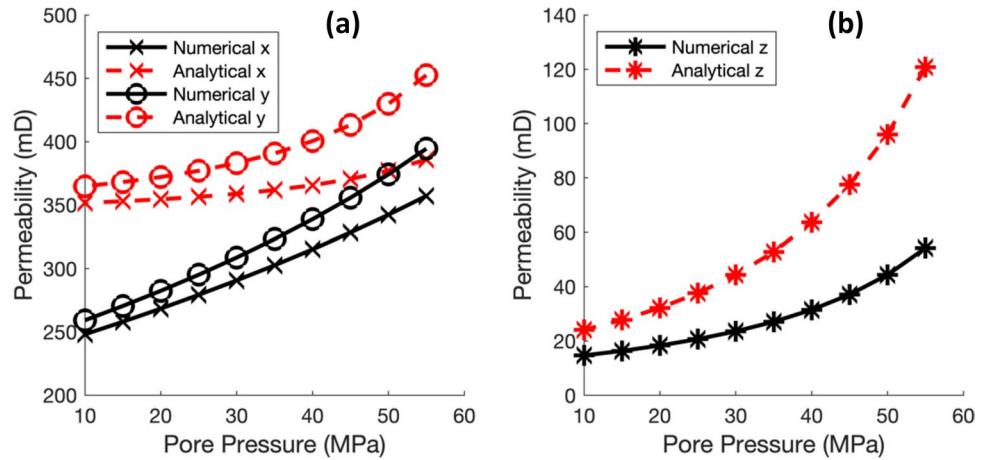 (a)
500
450
400
350
300
250
200
Permeability (mD)
Numerical x
Analytical x
Numerical y
Analytical y
10 20 30 40 50 60
Pore Pressure (MPa)
(b)
140
120
100
80
60
40
20
0
Permeability (mD)
Numerical z
Analytical z
10 20 30 40 50 60
Pore Pressure (MPa)